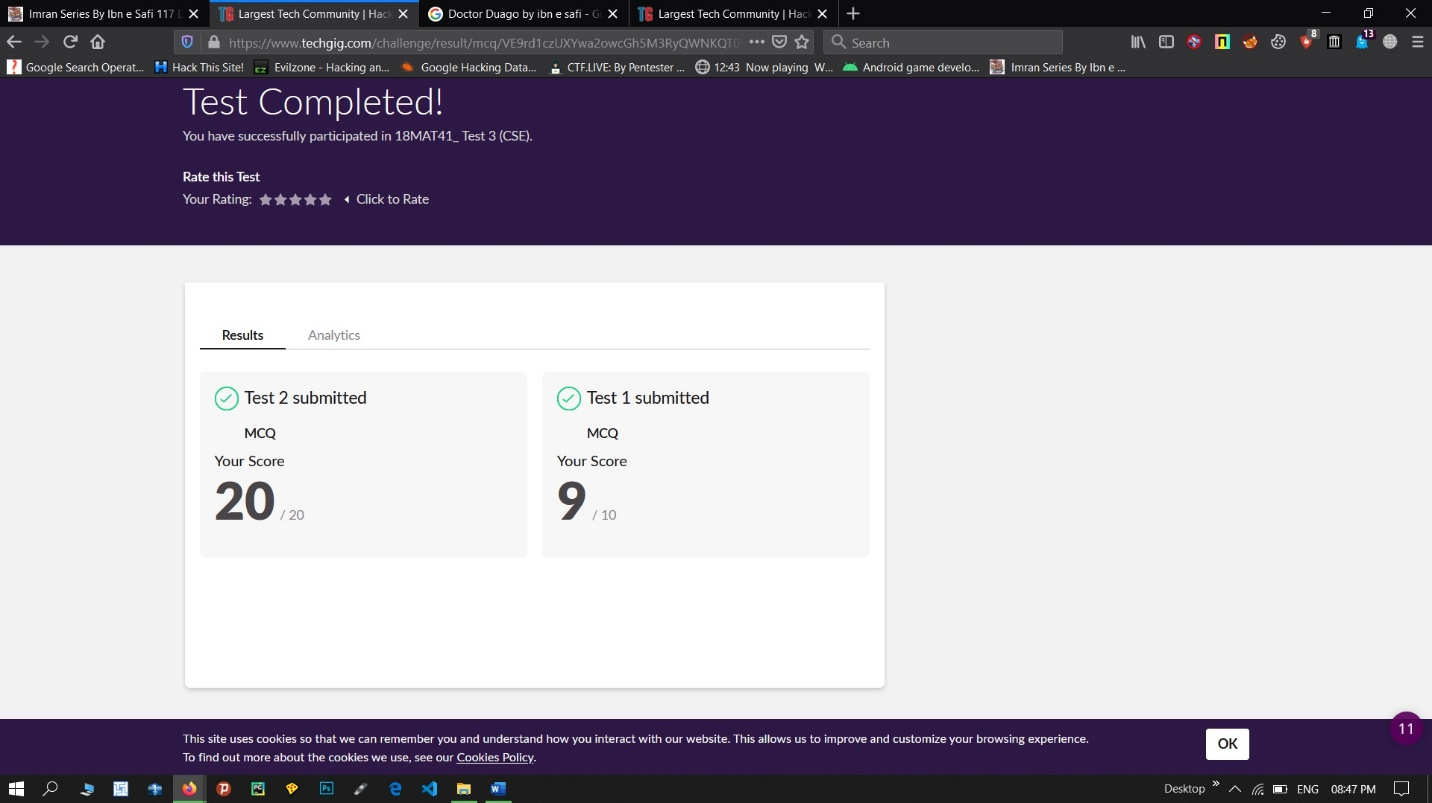 Imran Series By Ibn e Safi 117
Largest Tech Community | Hack
Doctor Duago by ibn e safi - G
Largest Tech Community | Hack
https://www.techgig.com/challenge/result/mcq/
Search
8
13
Google Search Operat...
Hack This Site!
Evilzone - Hacking an...
Google Hacking Data...
CTF.LIVE: By Pentester ...
12:43 Now playing W...
Android game develo...
Imran Series By Ibn e ...
Test Completed!
You have successfully participated in 18MAT41_ Test 3 (CSE).
Rate this Test
Your Rating:
Click to Rate
Results
Analytics
Test 2 submitted
MCQ
Your Score
20 / 20
Test 1 submitted
MCQ
Your Score
9 / 10
This site uses cookies so that we can remember you and understand how you interact with our website. This allows us to improve and customize your browsing experience.
To find out more about the cookies we use, see our Cookies Policy.
OK
11
Desktop
ENG
08:47 PM